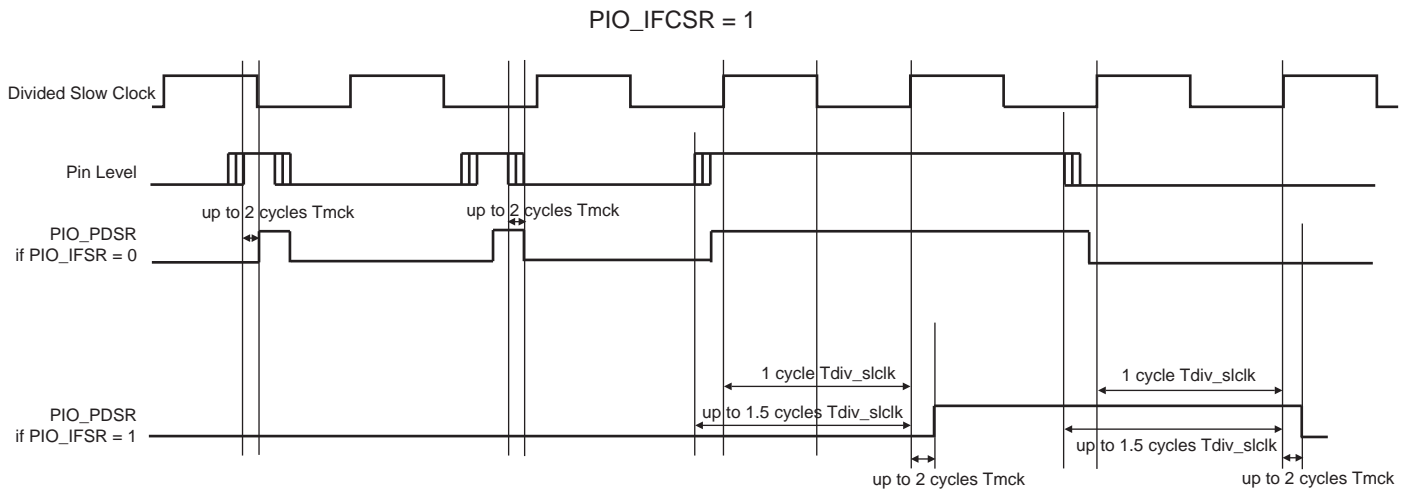 PIO_IFCSR = 1
Divided Slow Clock
Pin Level
up to 2 cycles Tmck
up to 2 cycles Tmck
PIO_PDSR
if PIO_IFSR = 0
1 cycle Tdiv_slclk
1 cycle Tdiv_slclk
up to 1.5 cycles Tdiv_slclk
PIO_PDSR
if PIO_IFSR = 1
up to 1.5 cycles Tdiv_slclk
up to 2 cycles Tmck
up to 2 cycles Tmck